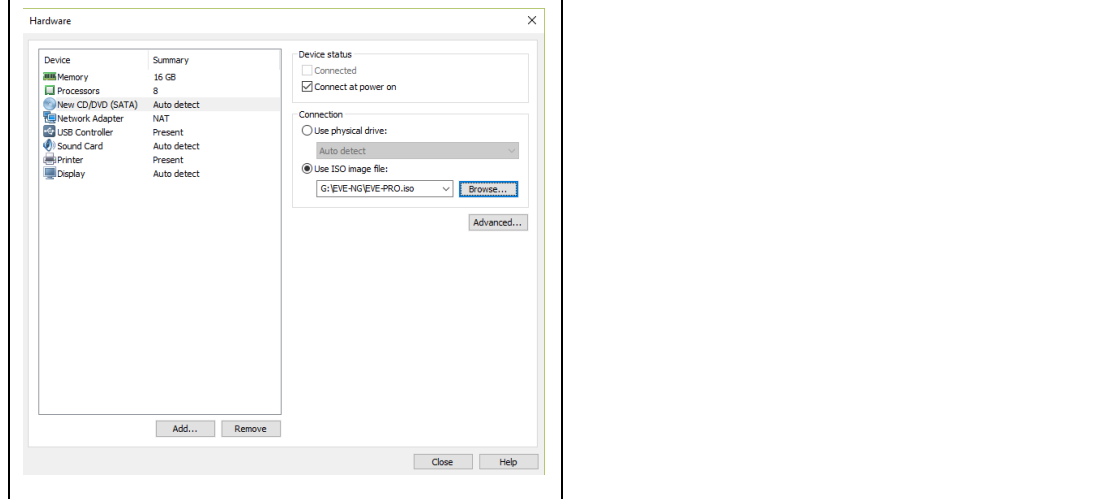 Hardware
Device Summary
Memory 16 GB
Processors 8
New CD/DVD (SATA) Auto detect
Network Adapter NAT
USB Controller Present
Sound Card Auto detect
Printer Present
Display Auto detect
Add... Remove
Device status
Connected
Connect at power on
Connection
Use physical drive:
Auto detect
Use ISO image file:
G:\EVE-NG\EVE-PRO.iso Browse...
Advanced...
Close Help